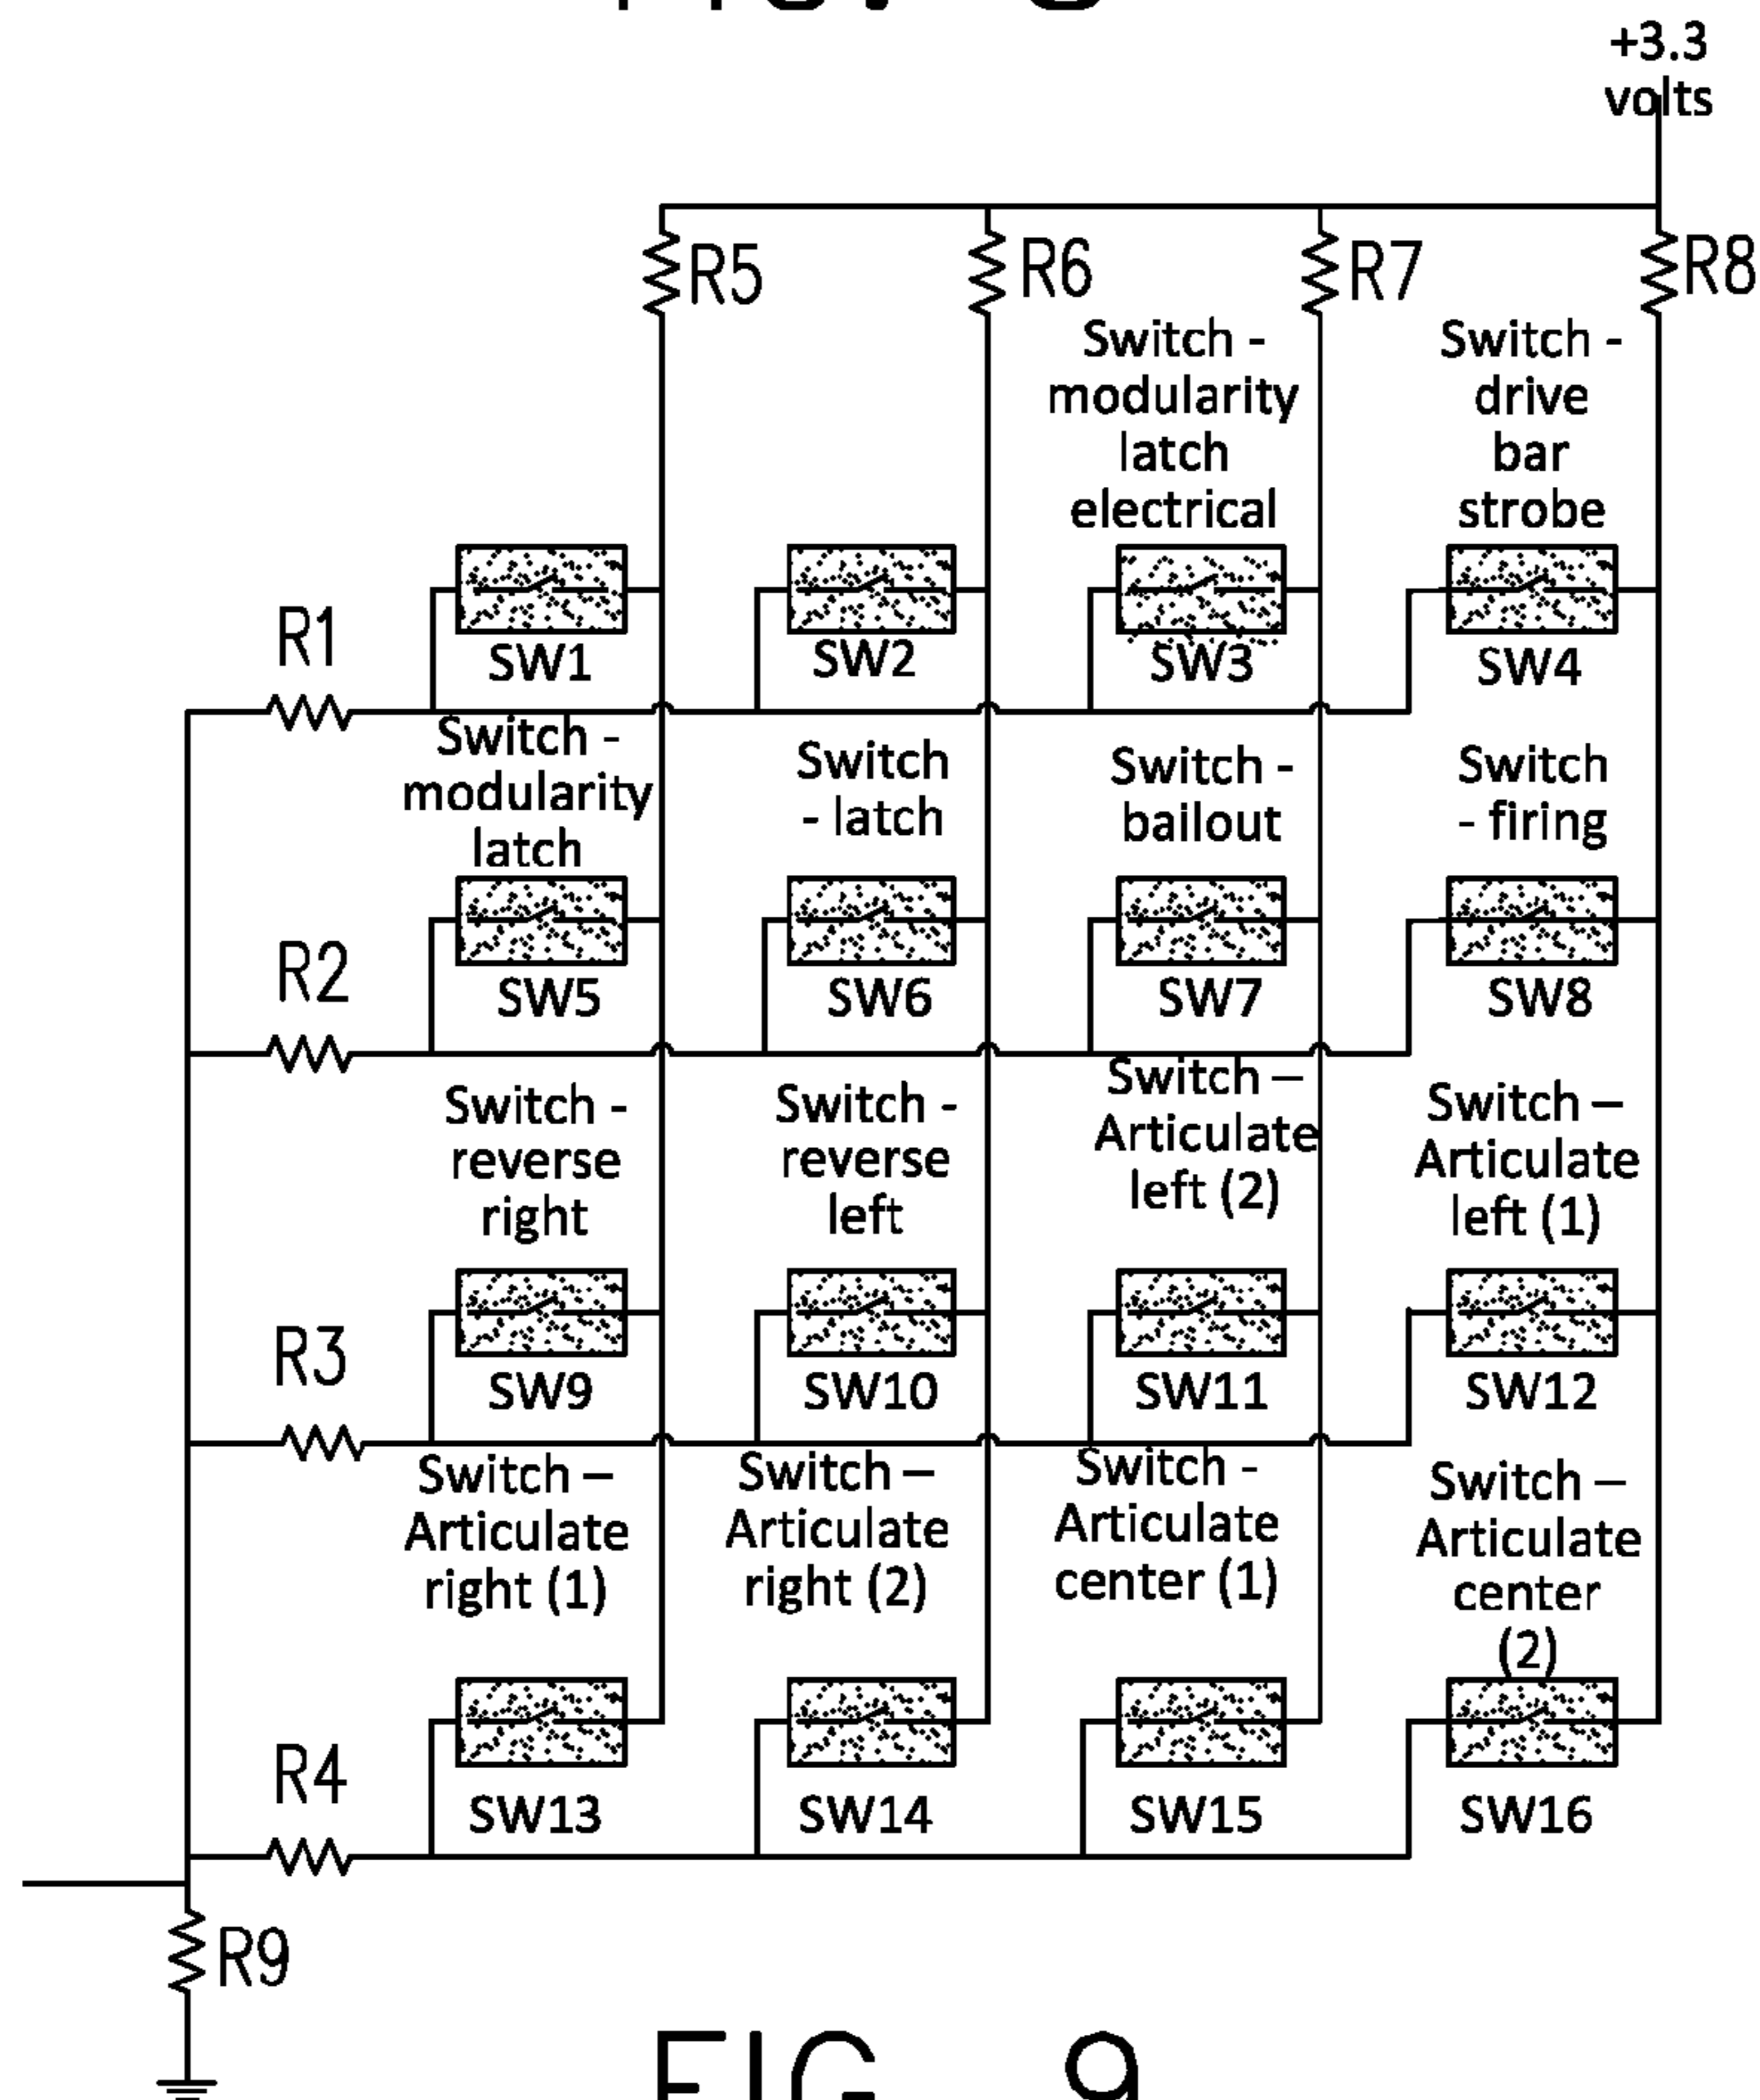 +3.3
volts
R5
R6
R7
R8
Switch -
modularity
latch
electrical
Switch -
drive
bar
strobe
R1
SW1
SW2
SW3
SW4
Switch -
modularity
latch
Switch
- latch
Switch -
bailout
Switch
- firing
R2
SW5
SW6
SW7
SW8
Switch -
reverse
right
Switch -
reverse
left
Switch –
Articulate
left (2)
Switch –
Articulate
left (1)
R3
SW9
SW10
SW11
SW12
Switch –
Articulate
right (1)
Switch –
Articulate
right (2)
Switch -
Articulate
center (1)
Switch –
Articulate
center
(2)
R4
SW13
SW14
SW15
SW16
R9
FIG. 9